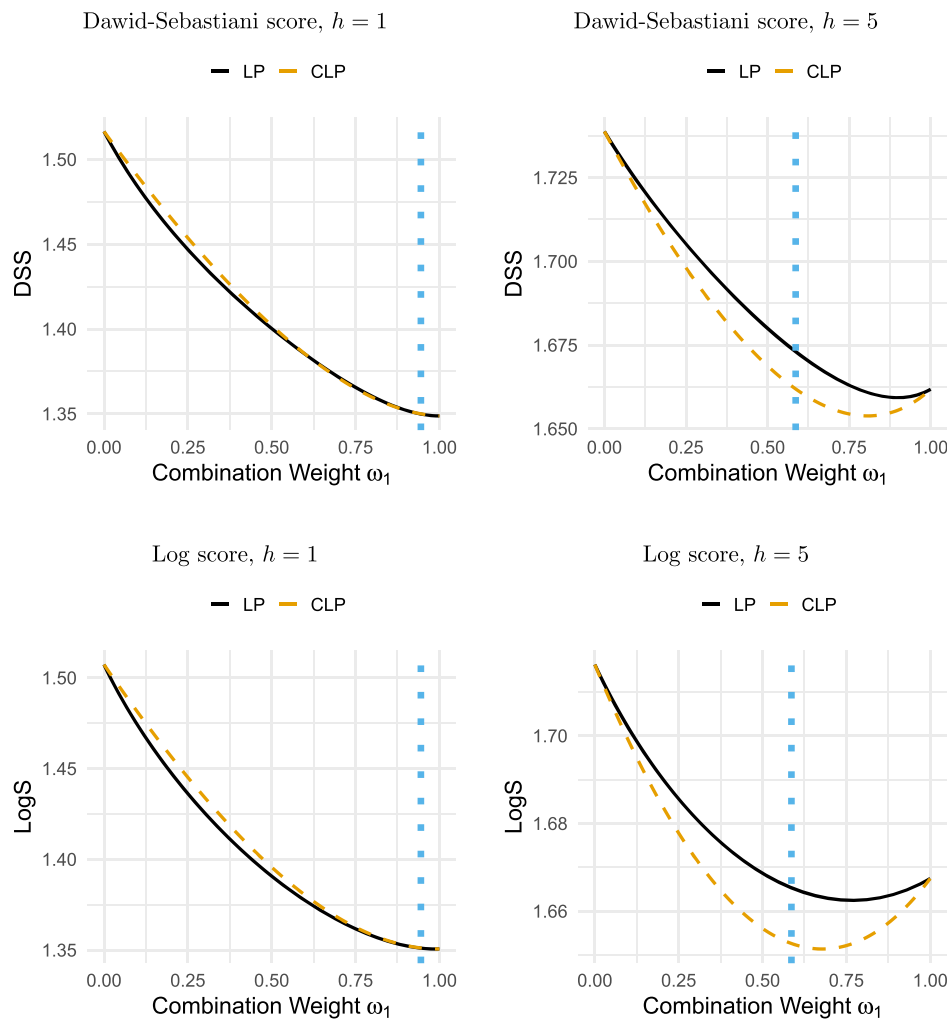 Dawid-Sebastiani score, h = 1
LP CLP
DSS
1.50
1.45
1.40
1.35
0.00 0.25 0.50 0.75 1.00
Combination Weight ω₁
Dawid-Sebastiani score, h = 5
LP CLP
DSS
1.725
1.700
1.675
1.650
0.00 0.25 0.50 0.75 1.00
Combination Weight ω₁
Log score, h = 1
LP CLP
LogS
1.50
1.45
1.40
1.35
0.00 0.25 0.50 0.75 1.00
Combination Weight ω₁
Log score, h = 5
LP CLP
LogS
1.70
1.68
1.66
0.00 0.25 0.50 0.75 1.00
Combination Weight ω₁